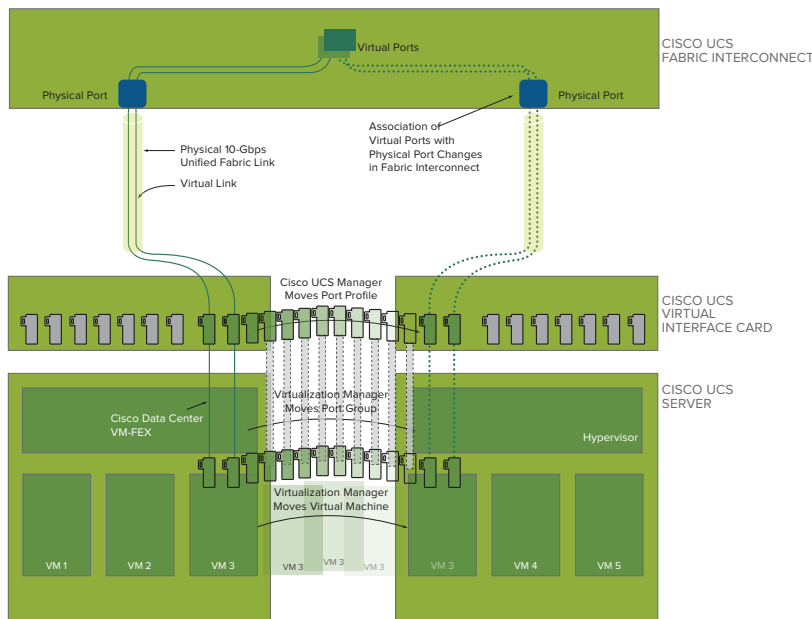 Virtual Ports
CISCO UCS
FABRIC INTERCONNECT
Physical Port
Physical Port
Association of
Virtual Ports with
Physical Port Changes
in Fabric Interconnect
Physical 10-Gbps
Unified Fabric Link
Virtual Link
Cisco UCS Manager
Moves Port Profile
CISCO UCS
VIRTUAL
INTERFACE CARD
CISCO UCS
SERVER
Virtualization Manager
Moves Port Group
Cisco Data Center
VM-FEX
Hypervisor
Virtualization Manager
Moves Virtual Machine
VM 1
VM 2
VM 3
VM 3
VM 3
VM 3
VM 3
VM 4
VM 5